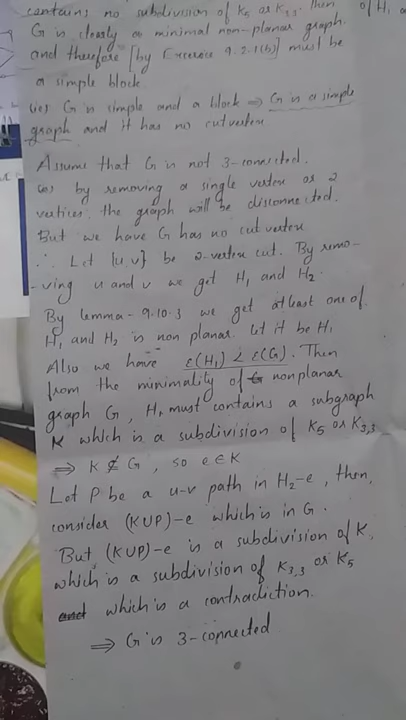 contains no subdivision of K5 or K3,3. Then of H1
G is clearly a minimal non-planar graph.
and therefore [by Exercise 9.2.1(b)] must be
a simple block.
G is simple and a block => G is a simple
graph and it has no cutvertex
Assume that G is not 3-connected.
by removing a single vertex or 2
vertices, the graph will be disconnected.
But we have G has no cut vertex
∴ Let {u,v} be 2-vertex cut. By remo-
-ving u and v we get H1 and H2.
By lemma-9.10.3 we get atleast one of
H1 and H2 is non planar. let it be H1
Also we have ε(H1) < ε(G). Then
from the minimality of nonplanar
graph G, H1 must contains a subgraph
K which is a subdivision of K5 or K3,3
⇒ K ⊄ G, so e∈K
Let P be a u-v path in H2-e, then,
consider (KUP)-e which is in G.
But (KUP)-e is a subdivision of K,
which is a subdivision of K3,3 or K5
which is a contradiction.
⇒ G is 3-connected